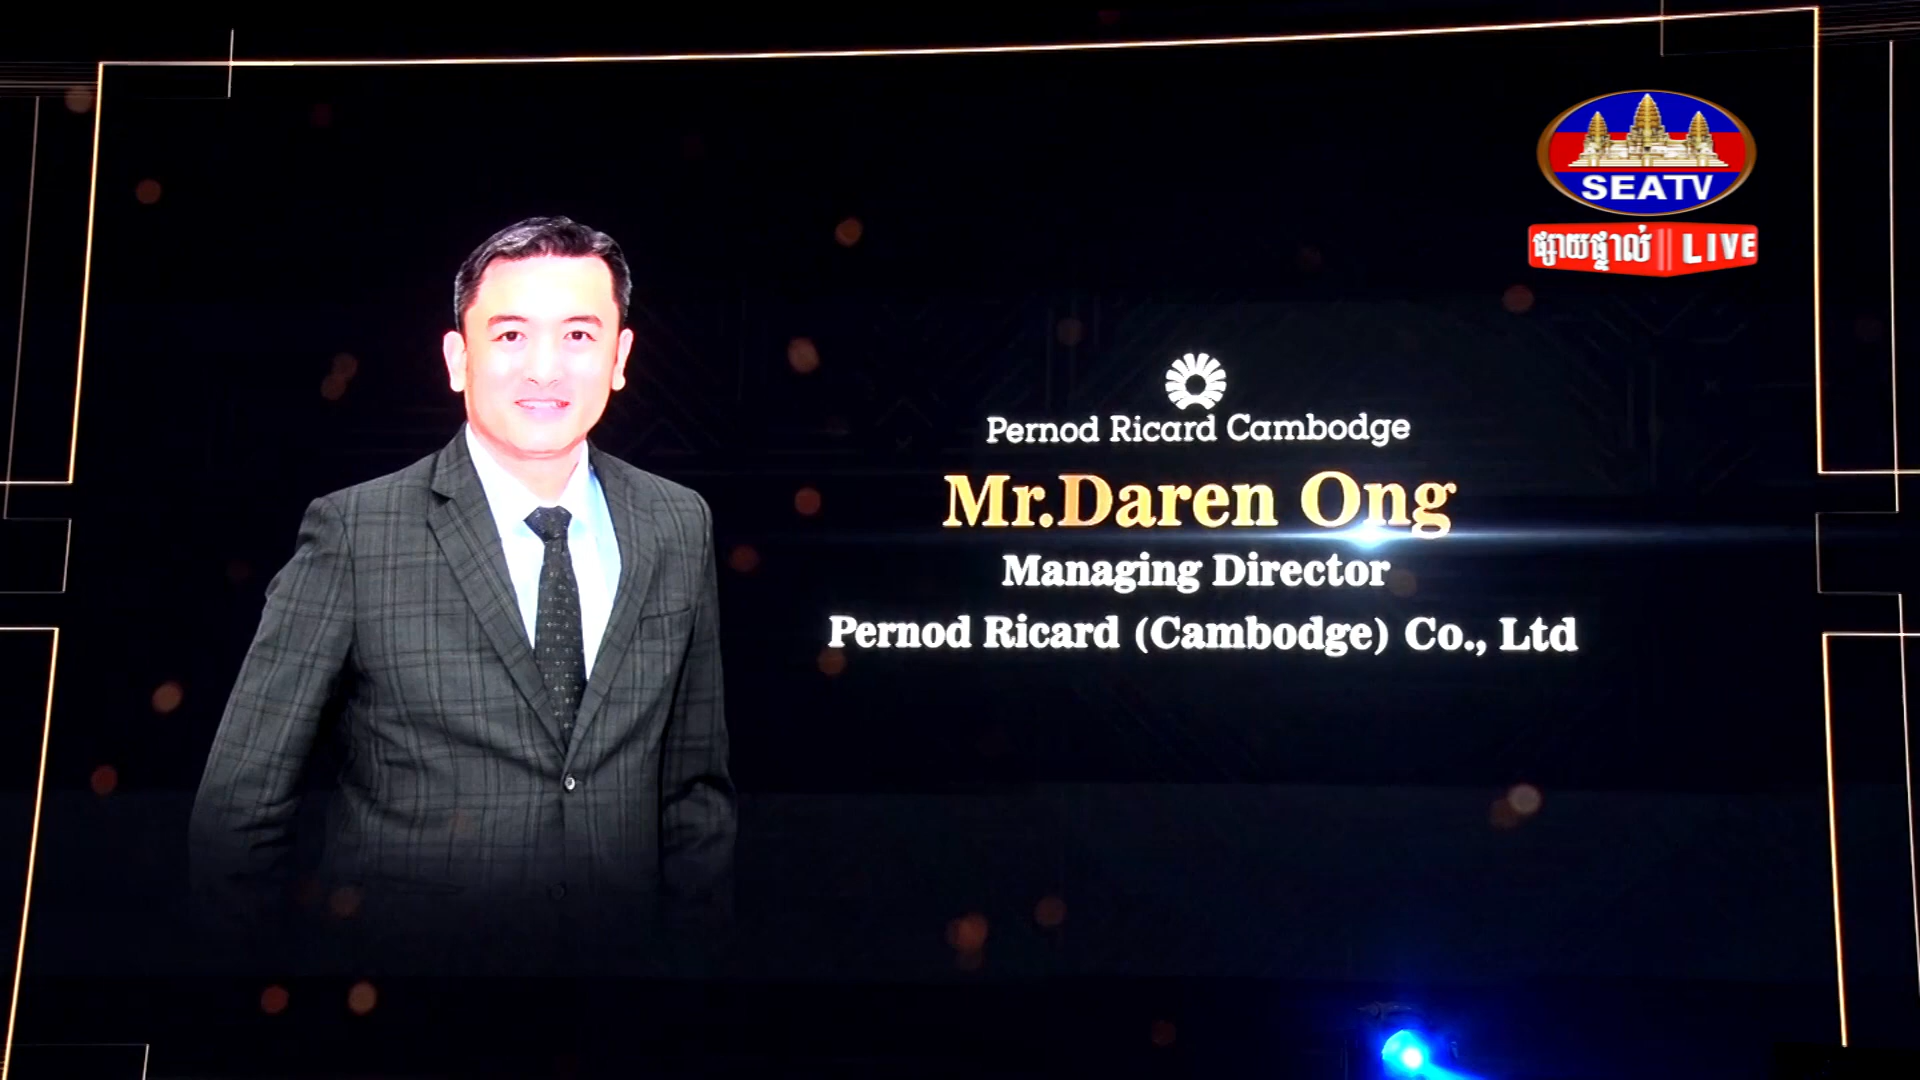 SEATV
ផ្សាយផ្ទាល់ LIVE
Pernod Ricard Cambodge
Mr.Daren Ong
Managing Director
Pernod Ricard (Cambodge) Co., Ltd